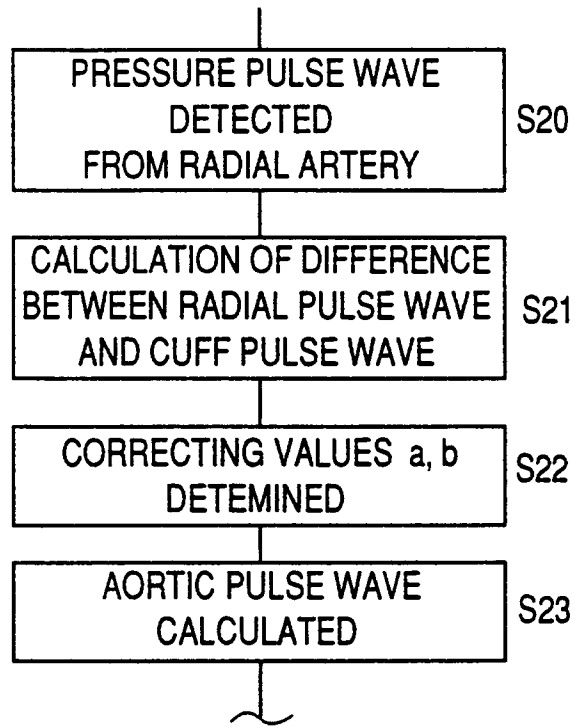 PRESSURE PULSE WAVE
DETECTED
FROM RADIAL ARTERY
S20
CALCULATION OF DIFFERENCE
BETWEEN RADIAL PULSE WAVE
AND CUFF PULSE WAVE
S21
CORRECTING VALUES a, b
DETEMINED
S22
AORTIC PULSE WAVE
CALCULATED
S23